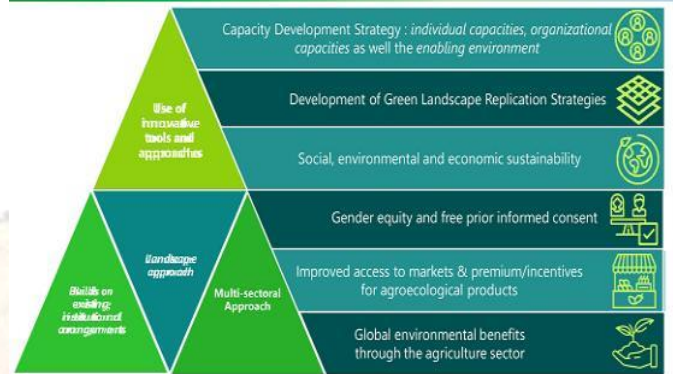 Capacity Development Strategy : individual capacities, organizational
capacities as well the enabling environment
Development of Green Landscape Replication Strategies
Social, environmental and economic sustainability
Gender equity and free prior informed consent
Improved access to markets & premium/incentives
for agroecological products
Global environmental benefits
through the agriculture sector
Use of
innovative
tools and
approaches
Landscape
approach
Builds on
existing
institutional
arrangements
Multi-sectoral
Approach